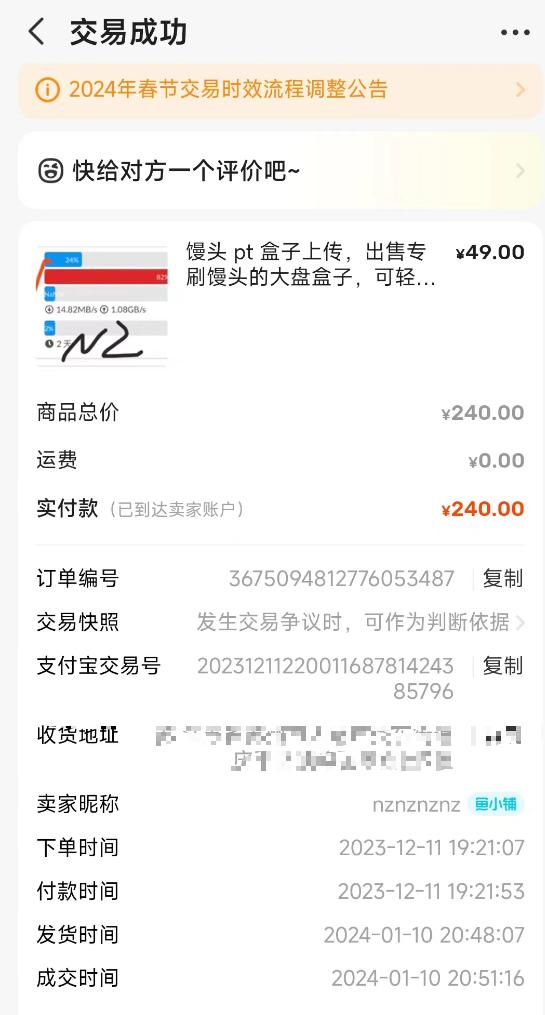 交易成功
2024年春节交易时效流程调整公告
快给对方一个评价吧~
馒头 pt 盒子上传，出售专 ¥49.00
刷馒头的大盘盒子，可轻...
24%
82%
14.82MB/s 1.08GB/s
2%
2 天
N2
商品总价 ¥240.00
运费 ¥0.00
实付款（已到达卖家账户） ¥240.00
订单编号 3675094812776053487 复制
交易快照 发生交易争议时，可作为判断依据
支付宝交易号 20231211220011687814243 复制
85796
收货地址
卖家昵称 nznznznz 鱼小铺
下单时间 2023-12-11 19:21:07
付款时间 2023-12-11 19:21:53
发货时间 2024-01-10 20:48:07
成交时间 2024-01-10 20:51:16